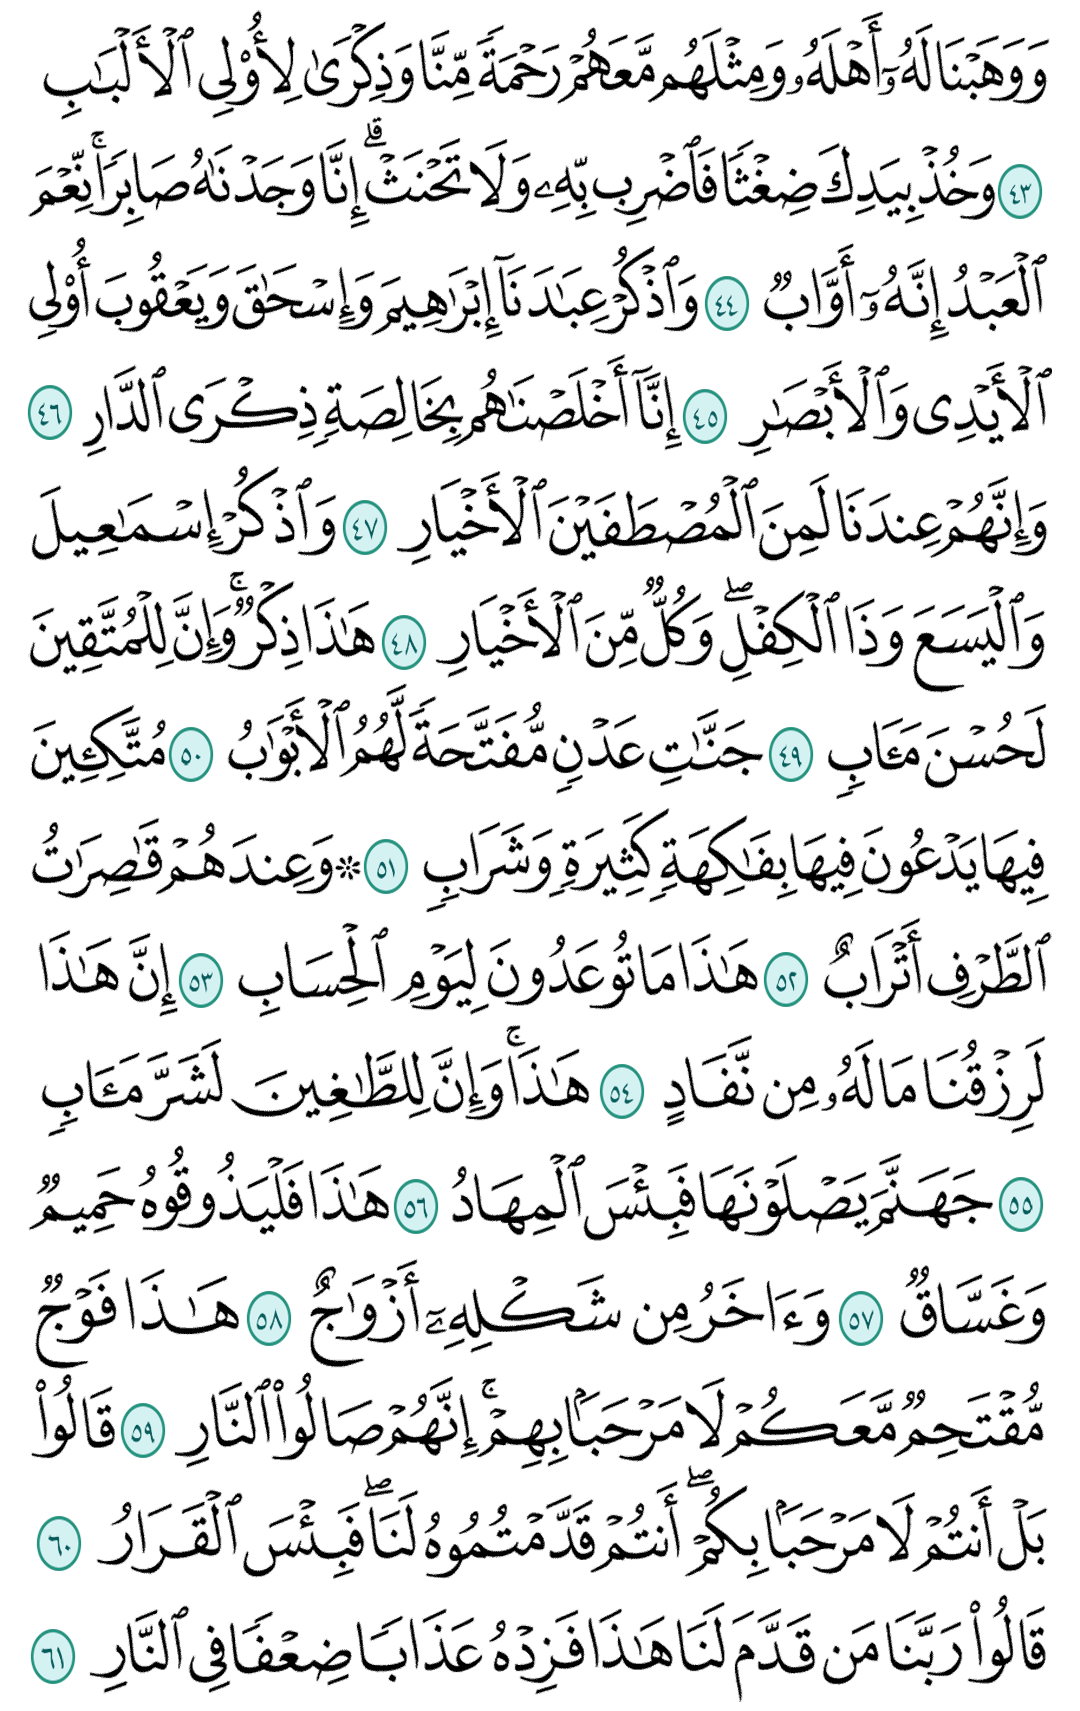 وَوَهَبْنَا لَهُۥٓ أَهْلَهُۥ وَمِثْلَهُم مَّعَهُمْ رَحْمَةً مِّنَّا وَذِكْرَىٰ لِأُو۟لِى ٱلْأَلْبَـٰبِ
٤٣ وَخُذْ بِيَدِكَ ضِغْثًا فَٱضْرِب بِّهِۦ وَلَا تَحْنَثْ ۗ إِنَّا وَجَدْنَـٰهُ صَابِرًا ۚ نِّعْمَ
ٱلْعَبْدُ إِنَّهُۥٓ أَوَّابٌ ٤٤ وَٱذْكُرْ عِبَـٰدَنَآ إِبْرَٰهِيمَ وَإِسْحَـٰقَ وَيَعْقُوبَ أُو۟لِى
ٱلْأَيْدِى وَٱلْأَبْصَـٰرِ ٤٥ إِنَّآ أَخْلَصْنَـٰهُم بِخَالِصَةٍ ذِكْرَى ٱلدَّارِ ٤٦
وَإِنَّهُمْ عِندَنَا لَمِنَ ٱلْمُصْطَفَيْنَ ٱلْأَخْيَارِ ٤٧ وَٱذْكُرْ إِسْمَـٰعِيلَ
وَٱلْيَسَعَ وَذَا ٱلْكِفْلِ ۖ وَكُلٌّ مِّنَ ٱلْأَخْيَارِ ٤٨ هَـٰذَا ذِكْرٌ ۚ وَإِنَّ لِلْمُتَّقِينَ
لَحُسْنَ مَـَٔابٍ ٤٩ جَنَّـٰتِ عَدْنٍ مُّفَتَّحَةً لَّهُمُ ٱلْأَبْوَٰبُ ٥٠ مُتَّكِـِٔينَ
فِيهَا يَدْعُونَ فِيهَا بِفَـٰكِهَةٍ كَثِيرَةٍ وَشَرَابٍ ٥١ ۞ وَعِندَهُمْ قَـٰصِرَٰتُ
ٱلطَّرْفِ أَتْرَابٌ ٥٢ هَـٰذَا مَا تُوعَدُونَ لِيَوْمِ ٱلْحِسَابِ ٥٣ إِنَّ هَـٰذَا
لَرِزْقُنَا مَا لَهُۥ مِن نَّفَادٍ ٥٤ هَـٰذَا ۚ وَإِنَّ لِلطَّـٰغِينَ لَشَرَّ مَـَٔابٍ
٥٥ جَهَنَّمَ يَصْلَوْنَهَا فَبِئْسَ ٱلْمِهَادُ ٥٦ هَـٰذَا فَلْيَذُوقُوهُ حَمِيمٌ
وَغَسَّاقٌ ٥٧ وَءَاخَرُ مِن شَكْلِهِۦٓ أَزْوَٰجٌ ٥٨ هَـٰذَا فَوْجٌ
مُّقْتَحِمٌ مَّعَكُمْ لَا مَرْحَبًۢا بِهِمْ ۚ إِنَّهُمْ صَالُوا۟ ٱلنَّارِ ٥٩ قَالُوا۟
بَلْ أَنتُمْ لَا مَرْحَبًۢا بِكُمْ ۖ أَنتُمْ قَدَّمْتُمُوهُ لَنَا ۖ فَبِئْسَ ٱلْقَرَارُ ٦٠
قَالُوا۟ رَبَّنَا مَن قَدَّمَ لَنَا هَـٰذَا فَزِدْهُ عَذَابًا ضِعْفًا فِى ٱلنَّارِ ٦١